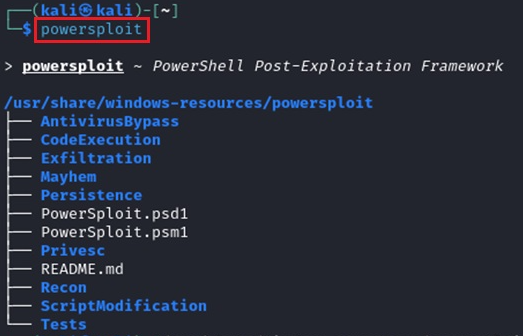 ┌──(kali㉿kali)-[~]
└─$ powersploit
> powersploit ~ PowerShell Post-Exploitation Framework
/usr/share/windows-resources/powersploit
├── AntivirusBypass
├── CodeExecution
├── Exfiltration
├── Mayhem
├── Persistence
├── PowerSploit.psd1
├── PowerSploit.psm1
├── Privesc
├── README.md
├── Recon
├── ScriptModification
└── Tests